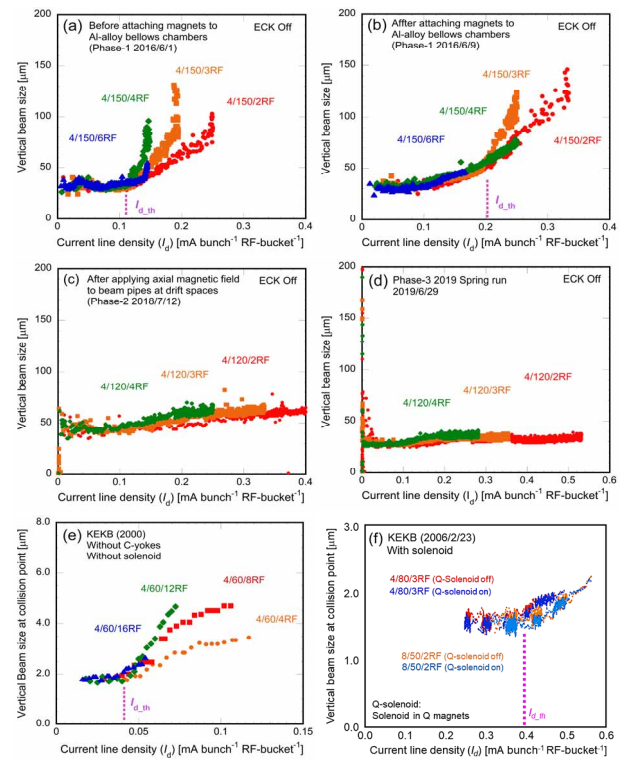 (a) Before attaching magnets to
Al-alloy bellows chambers
(Phase-1 2016/6/1)
ECK Off
4/150/3RF
4/150/4RF
4/150/2RF
4/150/6RF
I_d_th
Vertical beam size [μm]
200
150
100
50
0
0 0.1 0.2 0.3 0.4
Current line density (I_d) [mA bunch⁻¹ RF-bucket⁻¹]
(b) After attaching magnets to
Al-alloy bellows chambers
(Phase-1 2016/6/9)
ECK Off
4/150/3RF
4/150/4RF
4/150/6RF
4/150/2RF
I_d_th
Vertical beam size [μm]
200
150
100
50
0
0 0.1 0.2 0.3 0.4
Current line density (I_d) [mA bunch⁻¹ RF-bucket⁻¹]
(c) After applying axial magnetic field
to beam pipes at drift spaces
(Phase-2 2018/7/12)
ECK Off
4/120/2RF
4/120/3RF
4/120/4RF
Vertical beam size [μm]
200
150
100
50
0
0 0.1 0.2 0.3 0.4
Current line density (I_d) [mA bunch⁻¹ RF-bucket⁻¹]
(d) Phase-3 2019 Spring run
2019/6/29
ECK Off
4/120/2RF
4/120/3RF
4/120/4RF
Vertical beam size [μm]
200
150
100
50
0
0 0.1 0.2 0.3 0.4 0.5 0.6
Current line density (I_d) [mA bunch⁻¹ RF-bucket⁻¹]
(e) KEKB (2000)
Without C-yokes
Without solenoid
4/60/12RF
4/60/8RF
4/60/4RF
4/60/16RF
I_d_th
Vertical Beam size at collision point [μm]
8.0
6.0
4.0
2.0
0
0 0.05 0.1 0.15
Current line density (I_d) [mA bunch⁻¹ RF-bucket⁻¹]
(f) KEKB (2006/2/23)
With solenoid
4/80/3RF (Q-Solenoid off)
4/80/3RF (Q-Solenoid on)
8/50/2RF (Q-solenoid off)
8/50/2RF (Q-solenoid on)
I_d_th
Q-solenoid:
Solenoid in Q magnets
Vertical beam size at collision point [μm]
3.0
2.0
1.0
0.0
0 0.1 0.2 0.3 0.4 0.5 0.6
Current line density (I_d) [mA bunch⁻¹ RF-bucket⁻¹]